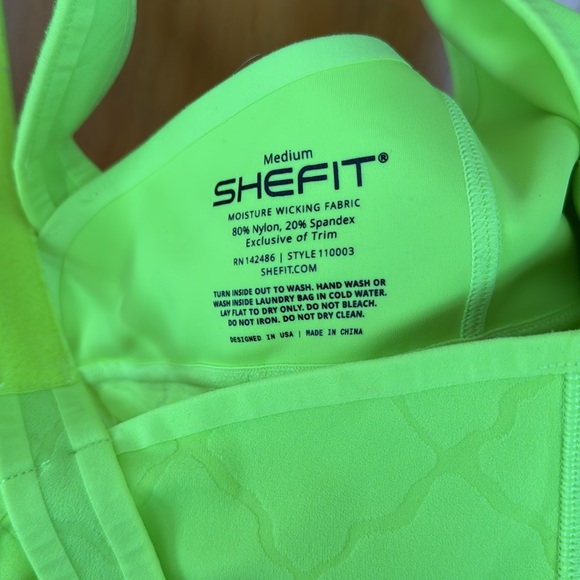 Medium
SHEFIT®
MOISTURE WICKING FABRIC
80% Nylon, 20% Spandex
Exclusive of Trim
RN142486 | STYLE 110003
SHEFIT.COM
TURN INSIDE OUT TO WASH. HAND WASH OR
WASH INSIDE LAUNDRY BAG IN COLD WATER.
LAY FLAT TO DRY ONLY. DO NOT BLEACH.
DO NOT IRON. DO NOT DRY CLEAN.
DESIGNED IN USA | MADE IN CHINA